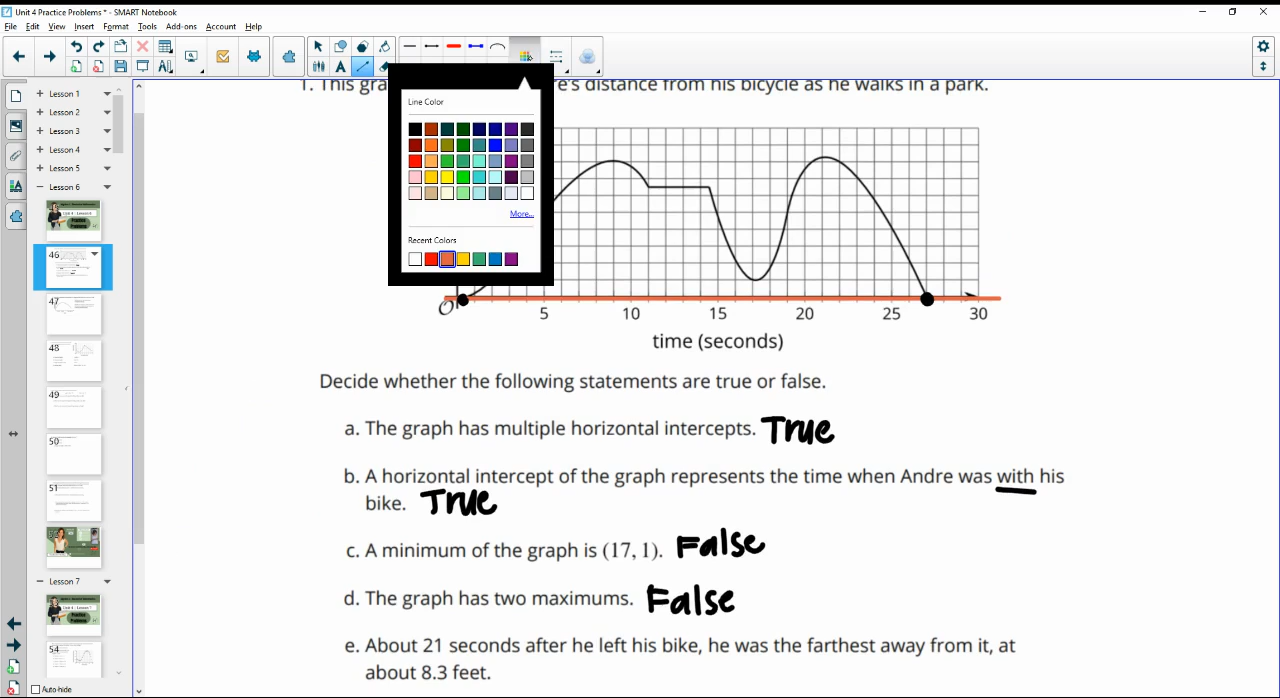 Unit 4 Practice Problems * - SMART Notebook
File Edit View Insert Format Tools Add-ons Account Help
Lesson 1
Lesson 2
Lesson 3
Lesson 4
Lesson 5
Lesson 6
46
47
48
49
50
51
Lesson 7
54
Auto-hide
Line Color
More...
Recent Colors
1. This gra
e's distance from his bicycle as he walks in a park.
O 5 10 15 20 25 30
time (seconds)
Decide whether the following statements are true or false.
a. The graph has multiple horizontal intercepts. True
b. A horizontal intercept of the graph represents the time when Andre was with his
bike. True
c. A minimum of the graph is (17, 1). False
d. The graph has two maximums. False
e. About 21 seconds after he left his bike, he was the farthest away from it, at
about 8.3 feet.